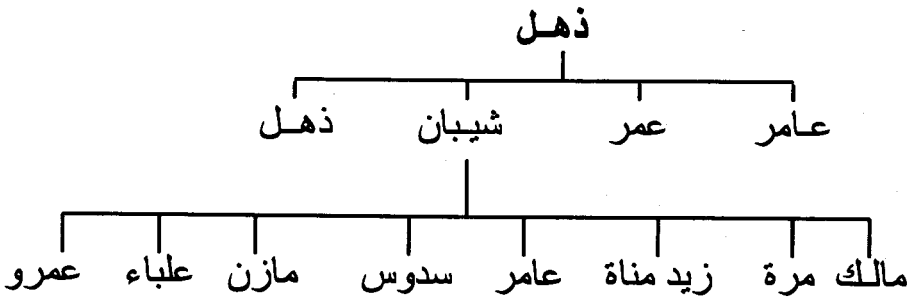 ذهل
عامر عمر شيبان ذهل
مالك مرة زيد مناة عامر سدوس مازن علباء عمرو